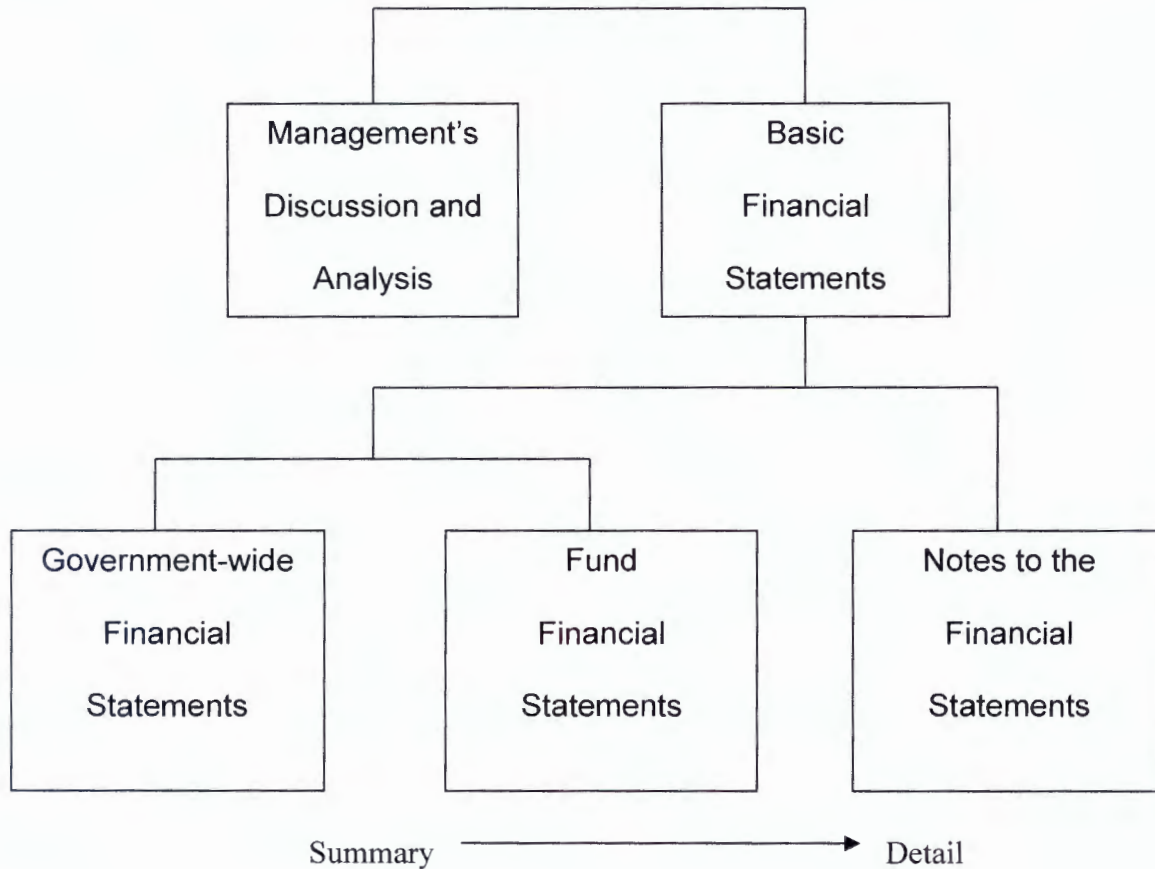 Management's
Discussion and
Analysis
Basic
Financial
Statements
Government-wide
Financial
Statements
Fund
Financial
Statements
Notes to the
Financial
Statements
Summary
Detail